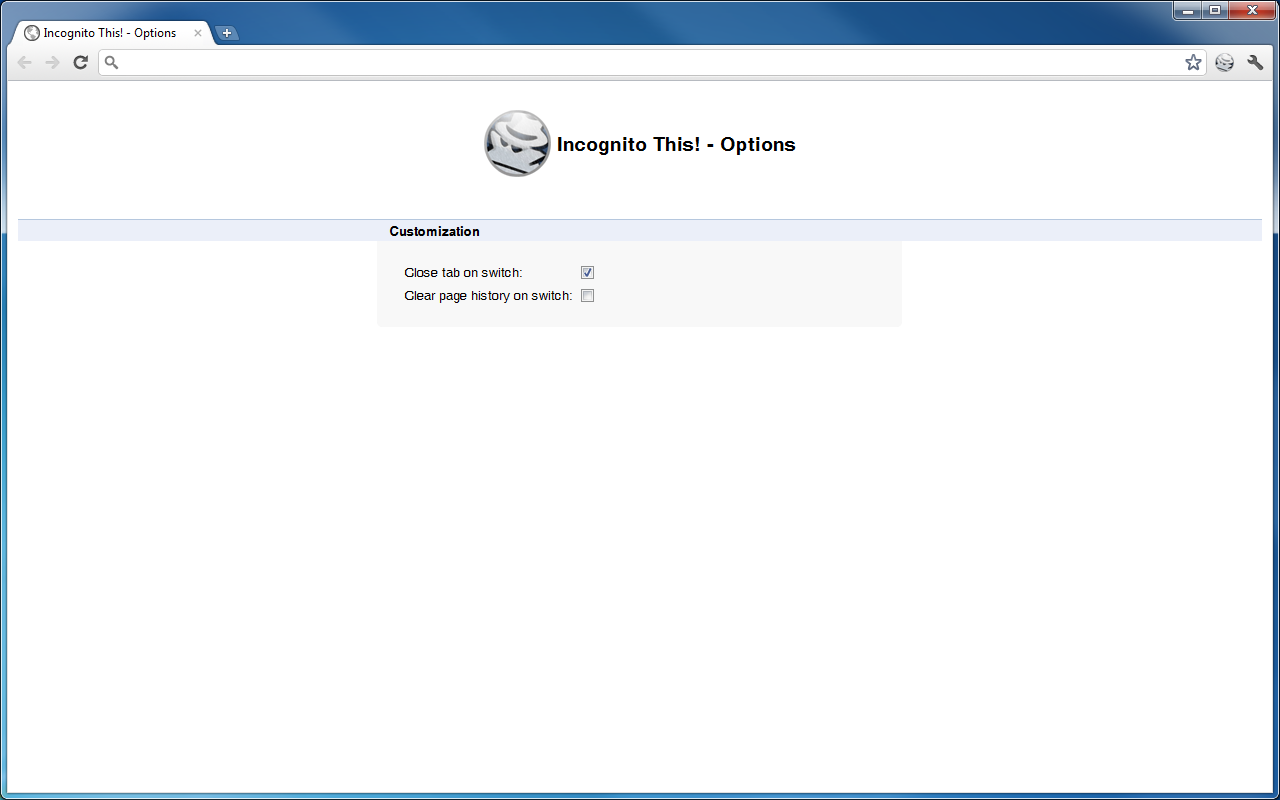 Incognito This! - Options
Incognito This! - Options
Customization
Close tab on switch:
Clear page history on switch: